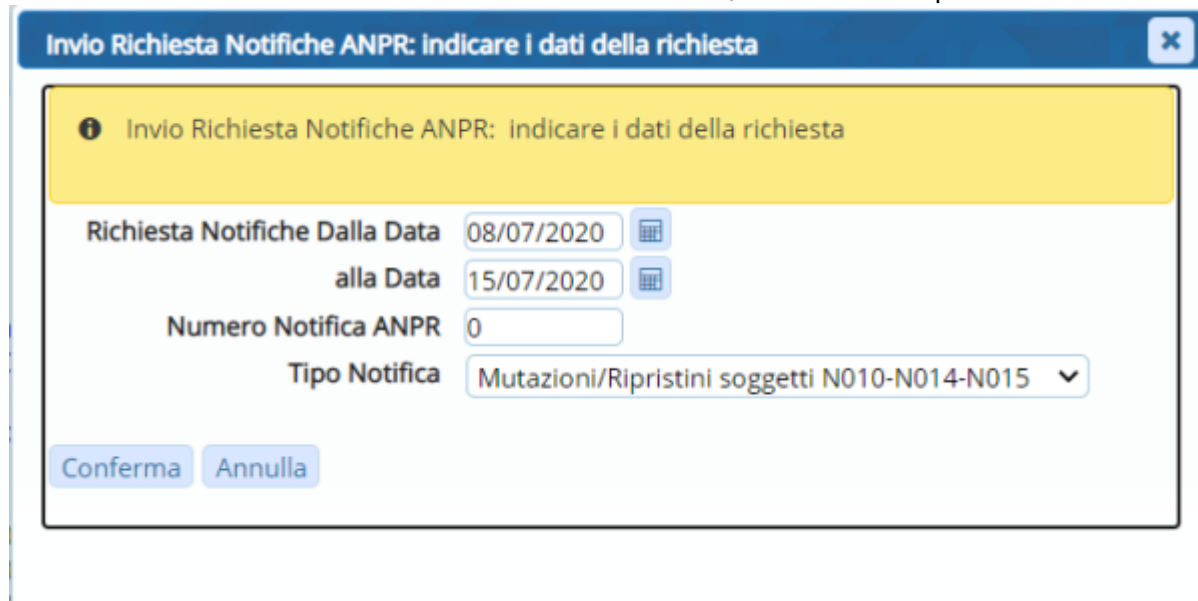 Invio Richiesta Notifiche ANPR: indicare i dati della richiesta
Invio Richiesta Notifiche ANPR: indicare i dati della richiesta
Richiesta Notifiche Dalla Data 08/07/2020
alla Data 15/07/2020
Numero Notifica ANPR 0
Tipo Notifica Mutazioni/Ripristini soggetti N010-N014-N015
Conferma Annulla